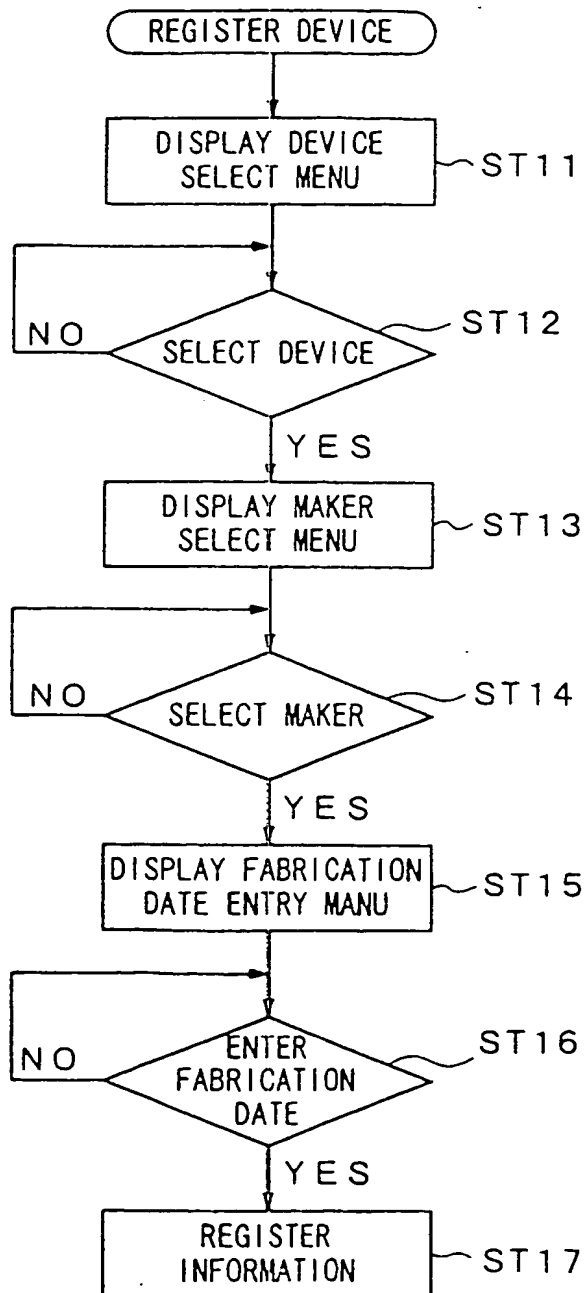 REGISTER DEVICE
DISPLAY DEVICE
SELECT MENU
ST11
NO
SELECT DEVICE
ST12
YES
DISPLAY MAKER
SELECT MENU
ST13
NO
SELECT MAKER
ST14
YES
DISPLAY FABRICATION
DATE ENTRY MANU
ST15
NO
ENTER
FABRICATION
DATE
ST16
YES
REGISTER
INFORMATION
ST17